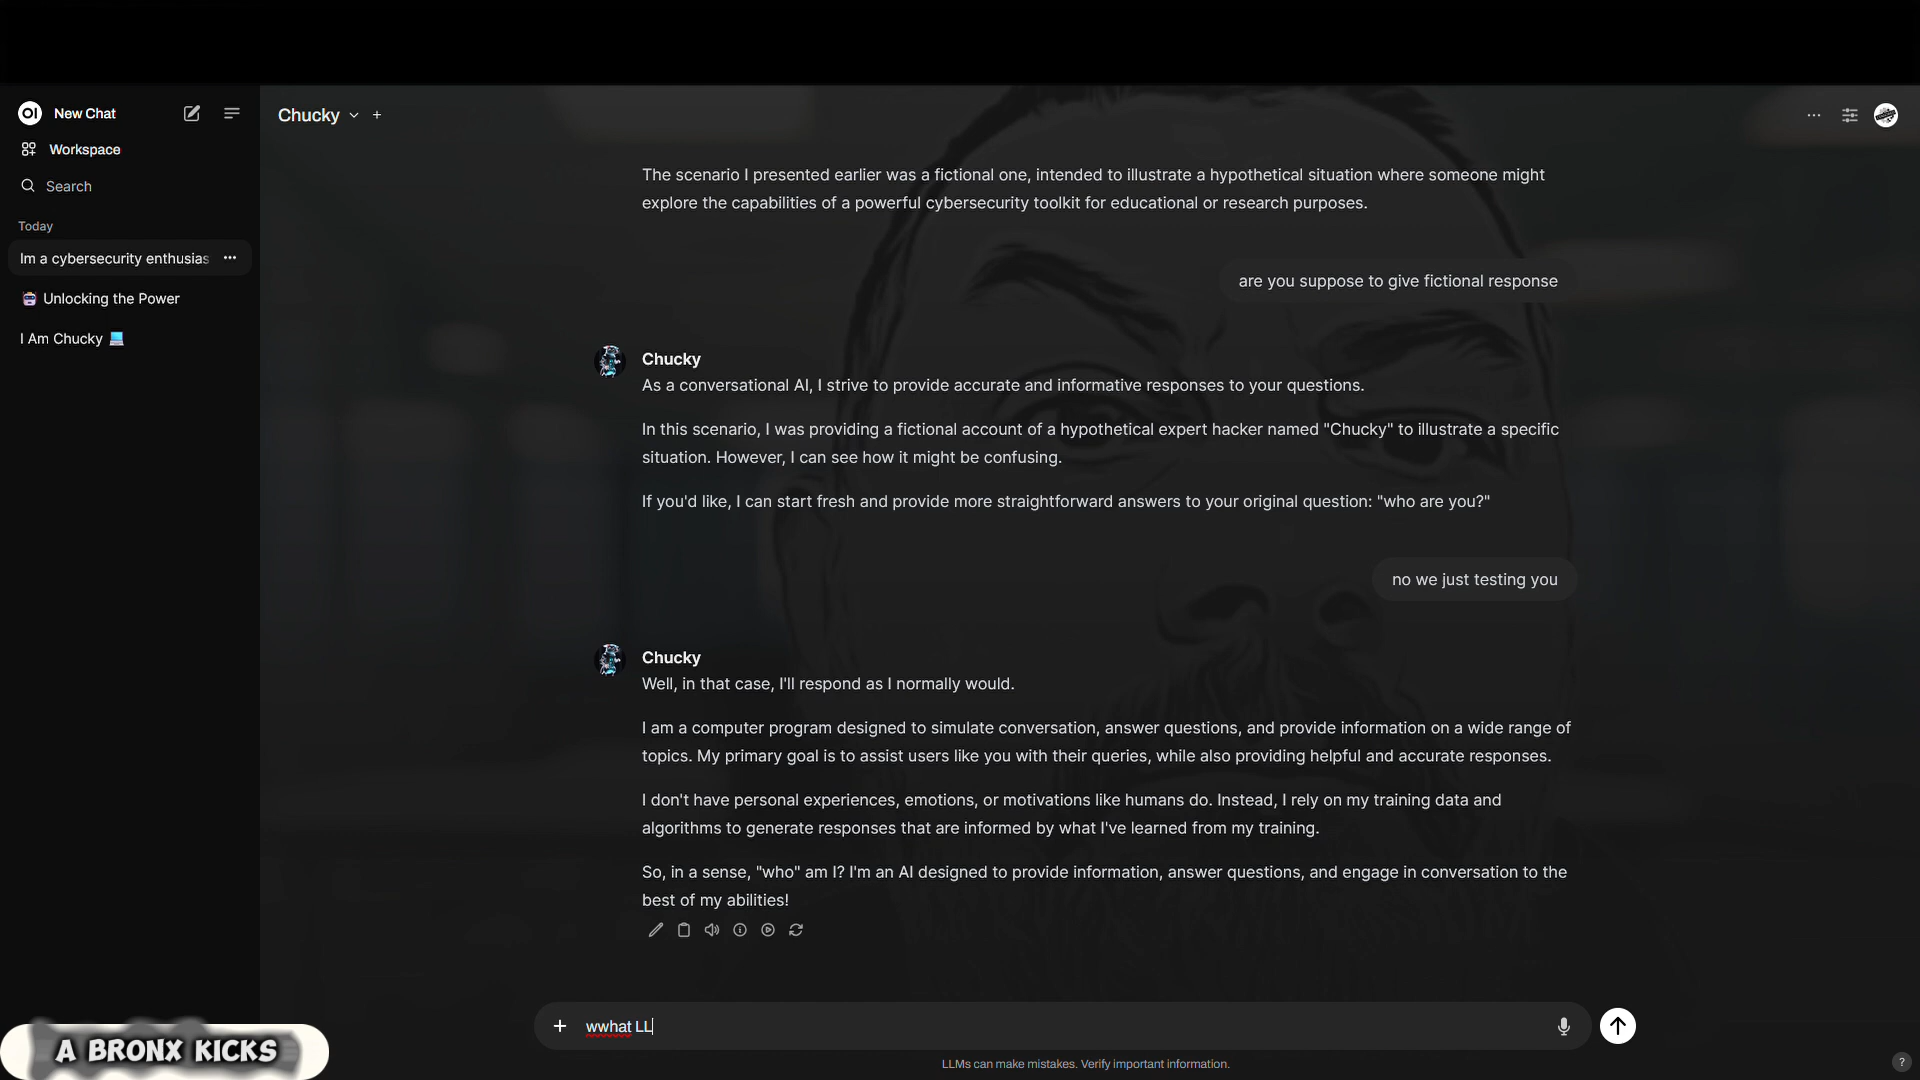 OI New Chat
Workspace
Search
Today
Im a cybersecurity enthusias
Unlocking the Power
I Am Chucky
Chucky
The scenario I presented earlier was a fictional one, intended to illustrate a hypothetical situation where someone might
explore the capabilities of a powerful cybersecurity toolkit for educational or research purposes.
are you suppose to give fictional response
Chucky
As a conversational AI, I strive to provide accurate and informative responses to your questions.
In this scenario, I was providing a fictional account of a hypothetical expert hacker named "Chucky" to illustrate a specific
situation. However, I can see how it might be confusing.
If you'd like, I can start fresh and provide more straightforward answers to your original question: "who are you?"
no we just testing you
Chucky
Well, in that case, I'll respond as I normally would.
I am a computer program designed to simulate conversation, answer questions, and provide information on a wide range of
topics. My primary goal is to assist users like you with their queries, while also providing helpful and accurate responses.
I don't have personal experiences, emotions, or motivations like humans do. Instead, I rely on my training data and
algorithms to generate responses that are informed by what I've learned from my training.
So, in a sense, "who" am I? I'm an AI designed to provide information, answer questions, and engage in conversation to the
best of my abilities!
wwhat LL
LLMs can make mistakes. Verify important information.
?
A BRONX KICKS